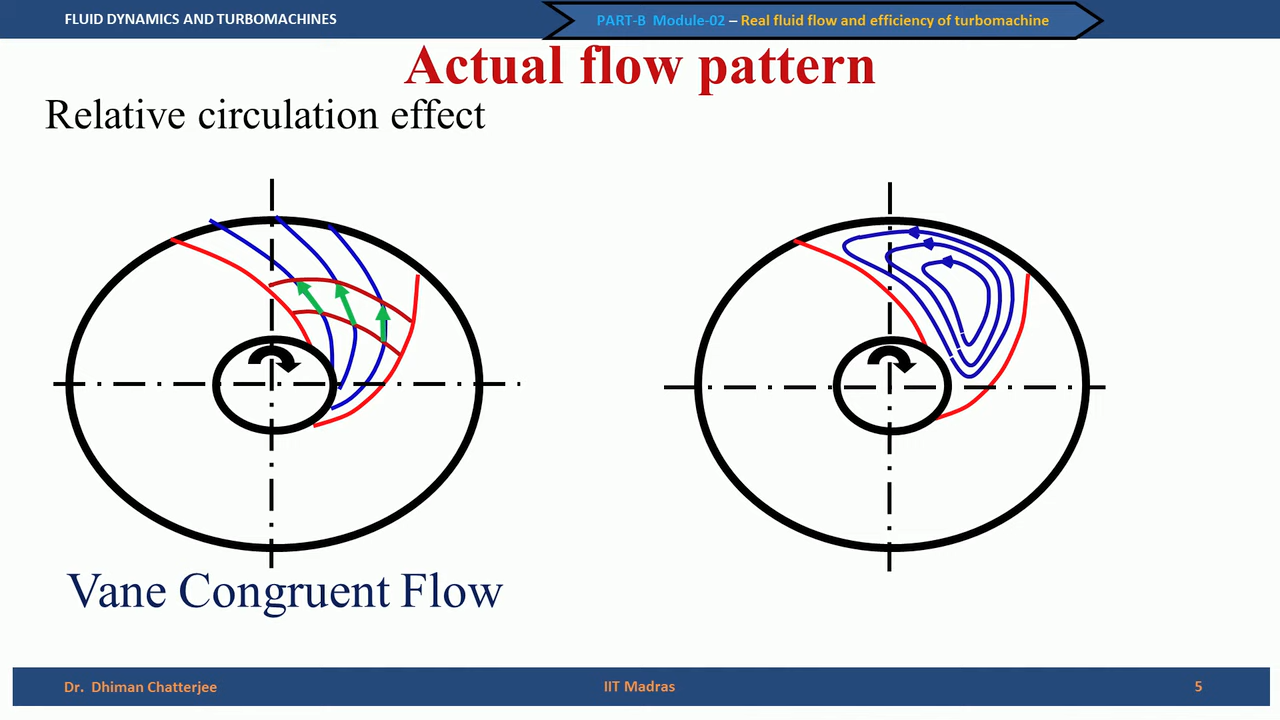 FLUID DYNAMICS AND TURBOMACHINES
PART-B Module-02 – Real fluid flow and efficiency of turbomachine
Actual flow pattern
Relative circulation effect
Vane Congruent Flow
Dr. Dhiman Chatterjee
IIT Madras
5